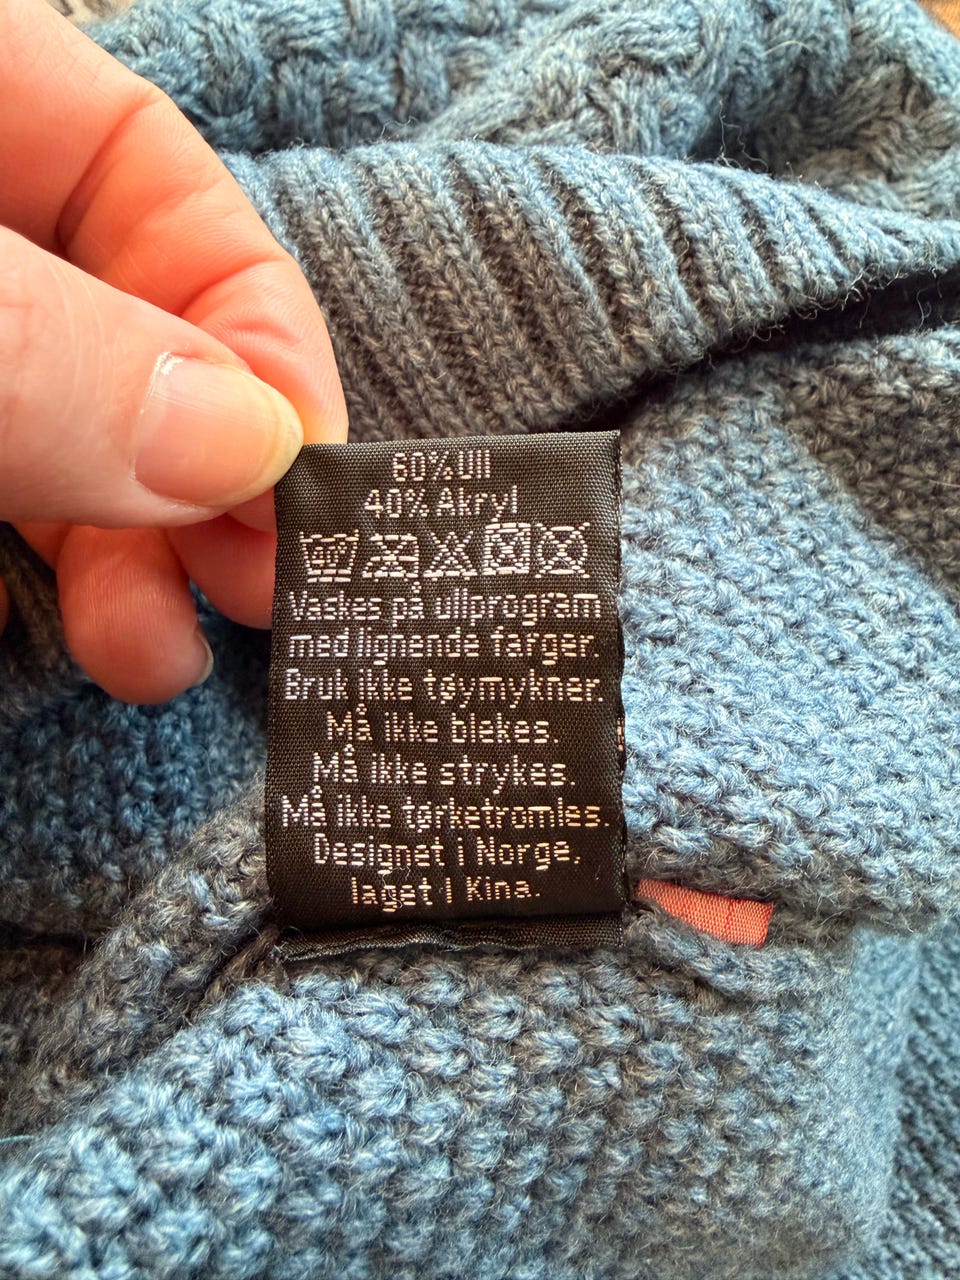 60% Ull
40% Akryl
Vaskes på ullprogram
med lignende farger.
Bruk ikke tøymykner.
Må ikke blekes.
Må ikke strykes.
Må ikke tørketromles.
Designet i Norge,
laget i Kina.